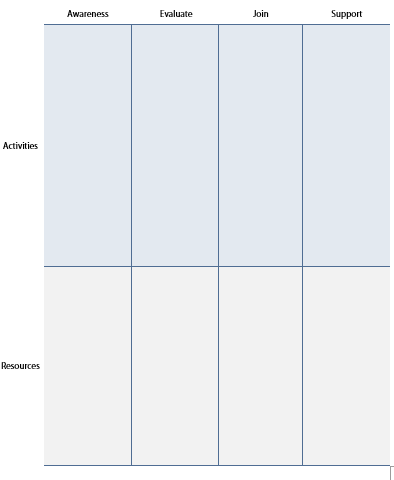 Awareness Evaluate Join Support
Activities
Resources